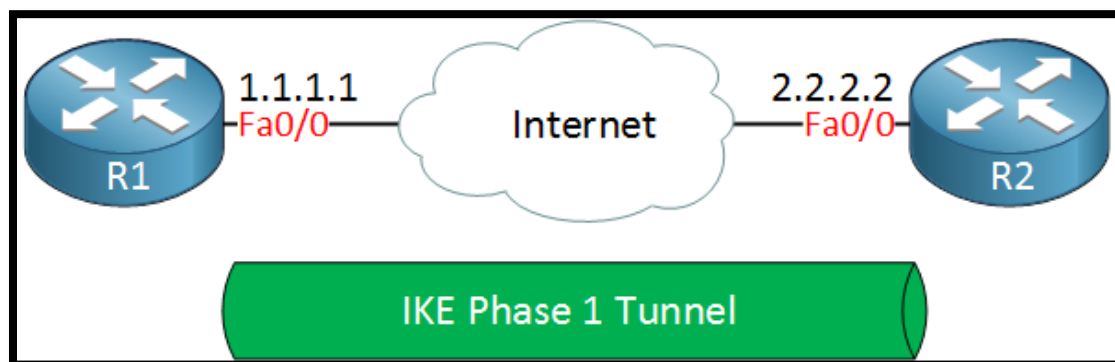 1.1.1.1
2.2.2.2
Fa0/0
Internet
Fa0/0
R1
R2
IKE Phase 1 Tunnel